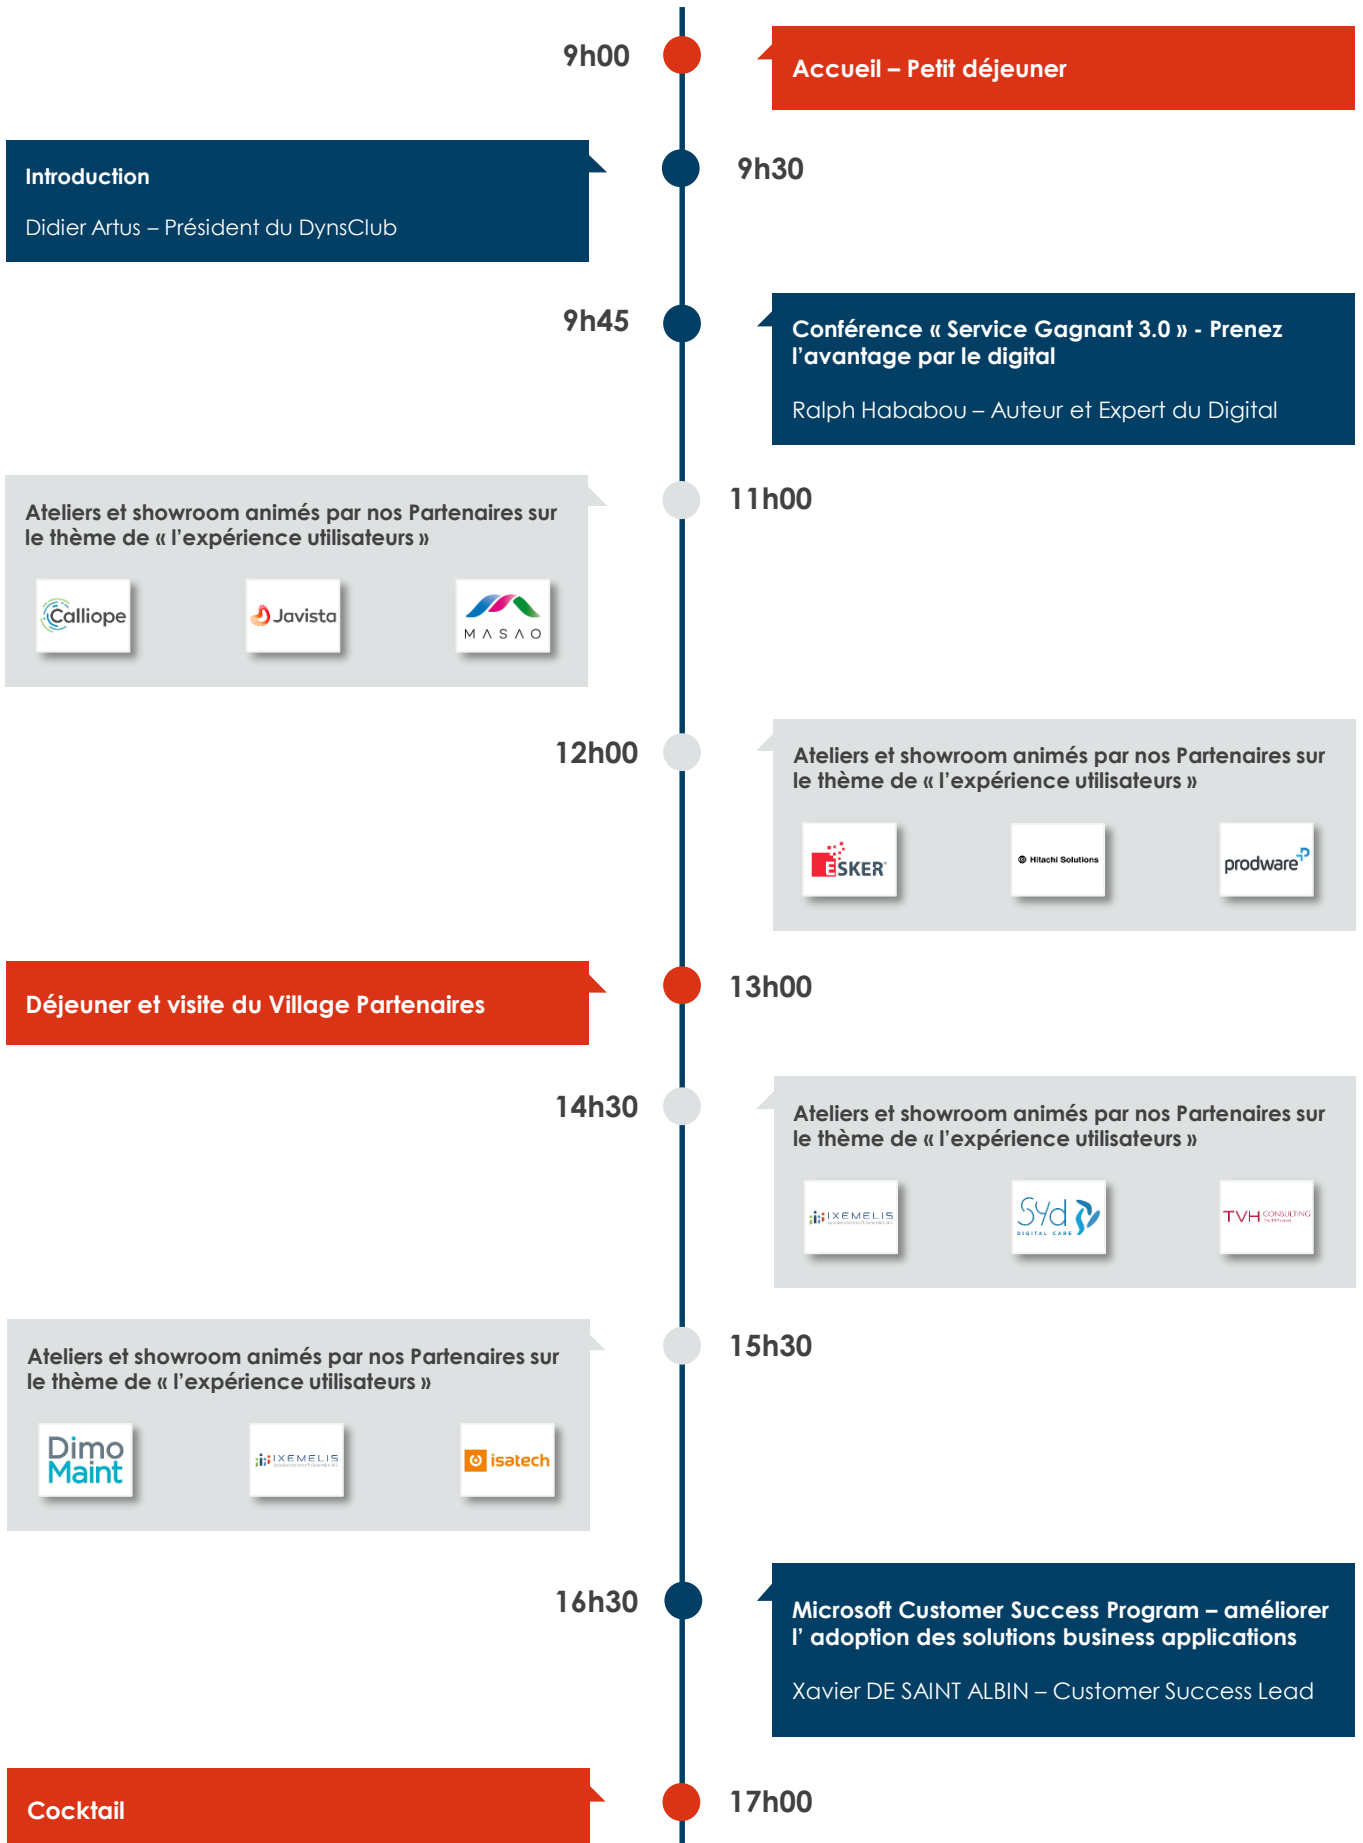 9h00
Accueil – Petit déjeuner
Introduction
Didier Artus – Président du DynsClub
9h30
9h45
Conférence « Service Gagnant 3.0 » - Prenez
l'avantage par le digital
Ralph Hababou – Auteur et Expert du Digital
Ateliers et showroom animés par nos Partenaires sur
le thème de « l'expérience utilisateurs »
Calliope
Javista
MASAO
11h00
12h00
Ateliers et showroom animés par nos Partenaires sur
le thème de « l'expérience utilisateurs »
ESKER
Hitachi Solutions
prodware
Déjeuner et visite du Village Partenaires
13h00
14h30
Ateliers et showroom animés par nos Partenaires sur
le thème de « l'expérience utilisateurs »
IXEMELIS
Syd
DIGITAL CARE
TVH CONSULTING
Ateliers et showroom animés par nos Partenaires sur
le thème de « l'expérience utilisateurs »
Dimo
Maint
IXEMELIS
isatech
15h30
16h30
Microsoft Customer Success Program – améliorer
l' adoption des solutions business applications
Xavier DE SAINT ALBIN – Customer Success Lead
Cocktail
17h00